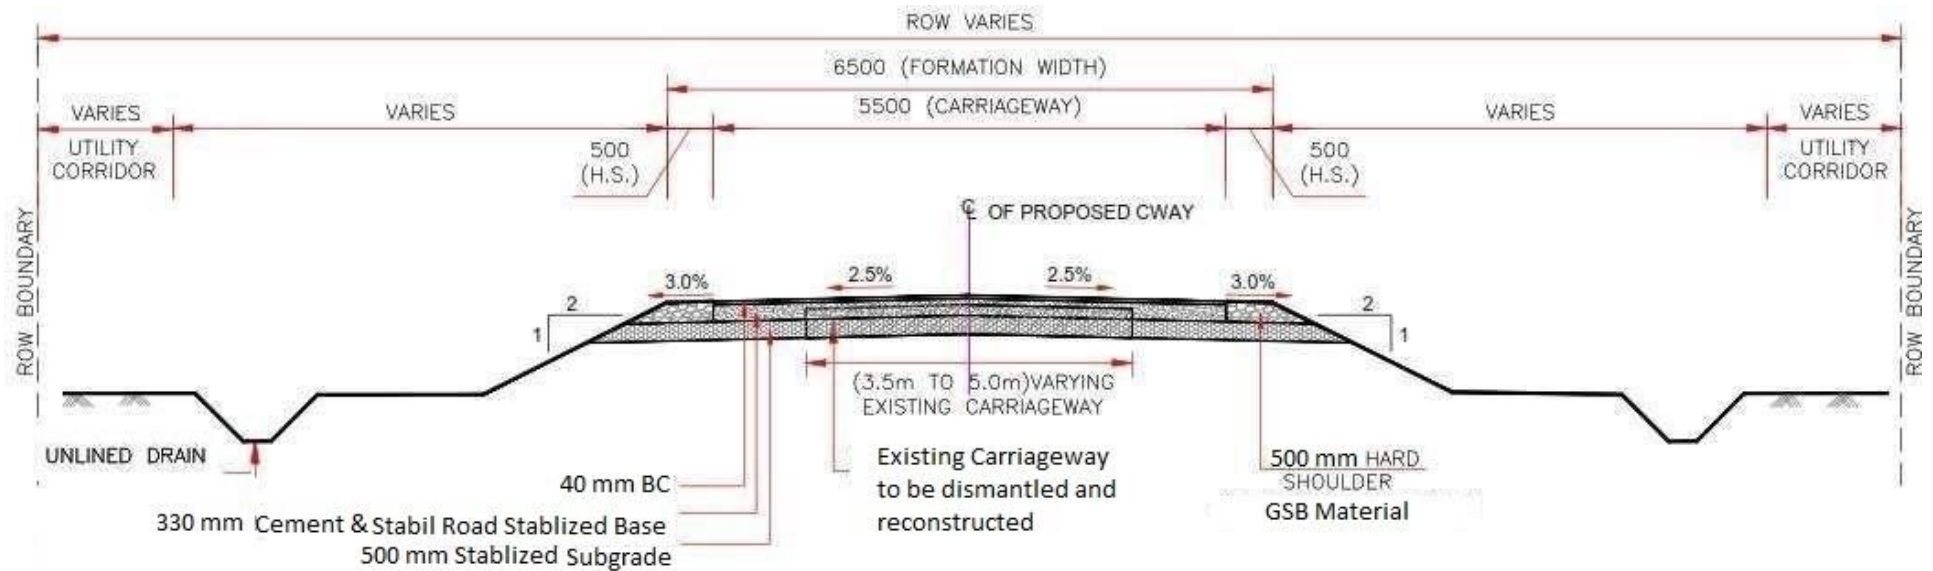 ROW VARIES
6500 (FORMATION WIDTH)
VARIES
VARIES
5500 (CARRIAGEWAY)
VARIES
VARIES
UTILITY
CORRIDOR
500
(H.S.)
500
(H.S.)
UTILITY
CORRIDOR
℄ OF PROPOSED CWAY
ROW BOUNDARY
ROW BOUNDARY
3.0%
2.5%
2.5%
3.0%
2
1
2
1
(3.5m TO 5.0m)VARYING
EXISTING CARRIAGEWAY
UNLINED DRAIN
40 mm BC
330 mm Cement & Stabil Road Stablized Base
500 mm Stablized Subgrade
Existing Carriageway
to be dismantled and
reconstructed
500 mm HARD
SHOULDER
GSB Material